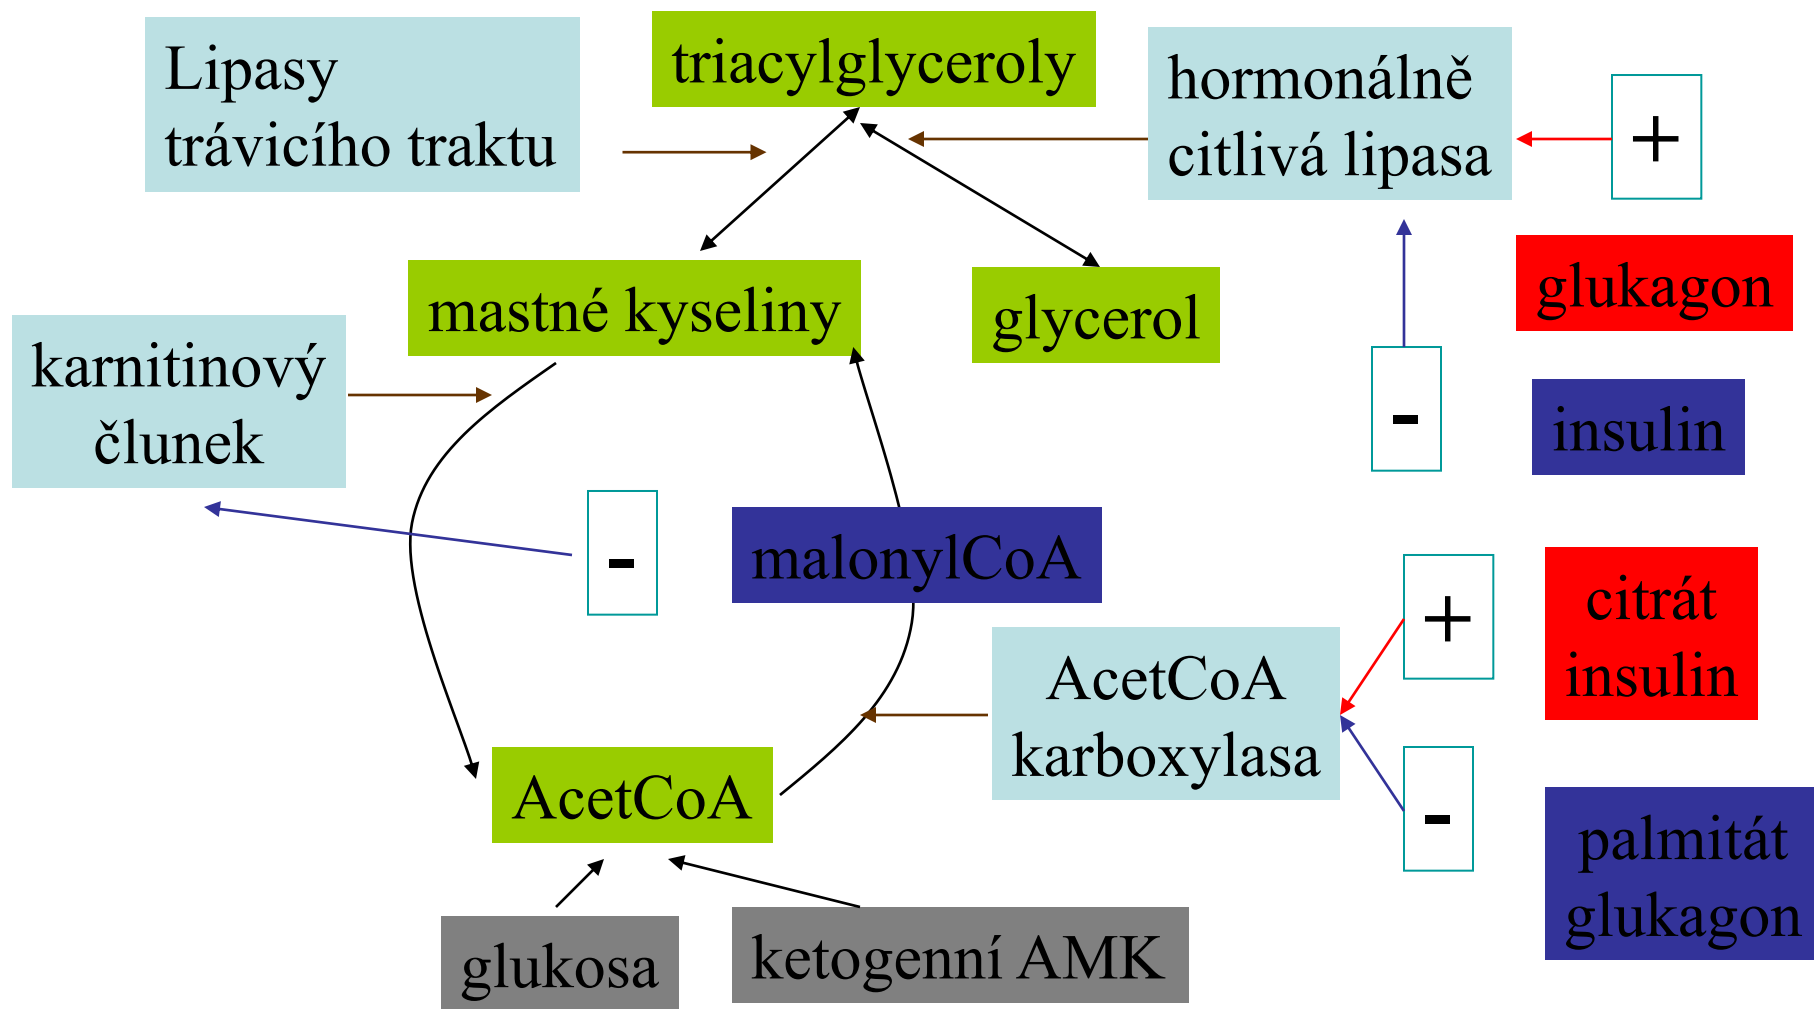 Lipasy
trávicího traktu
triacylglyceroly
hormonálně
citlivá lipasa
+
glukagon
mastné kyseliny
glycerol
karnitinový
člunek
-
insulin
-
malonylCoA
+
citrát
insulin
AcetCoA
karboxylasa
AcetCoA
-
palmitát
glukagon
glukosa
ketogenní AMK